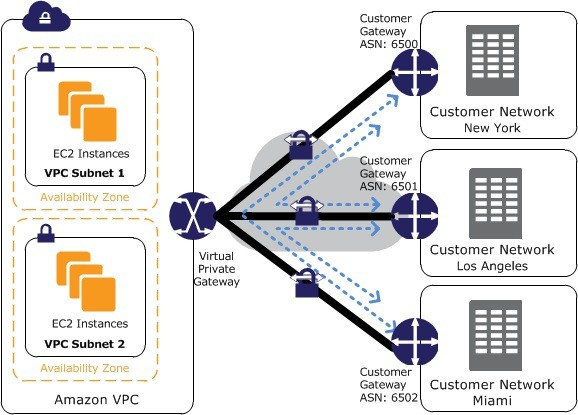 EC2 Instances
VPC Subnet 1
Availability Zone
EC2 Instances
VPC Subnet 2
Availability Zone
Amazon VPC
Virtual
Private
Gateway
Customer
Gateway
ASN: 6500
Customer Network
New York
Customer
Gateway
ASN: 6501
Customer Network
Los Angeles
Customer
Gateway
ASN: 6502
Customer Network
Miami